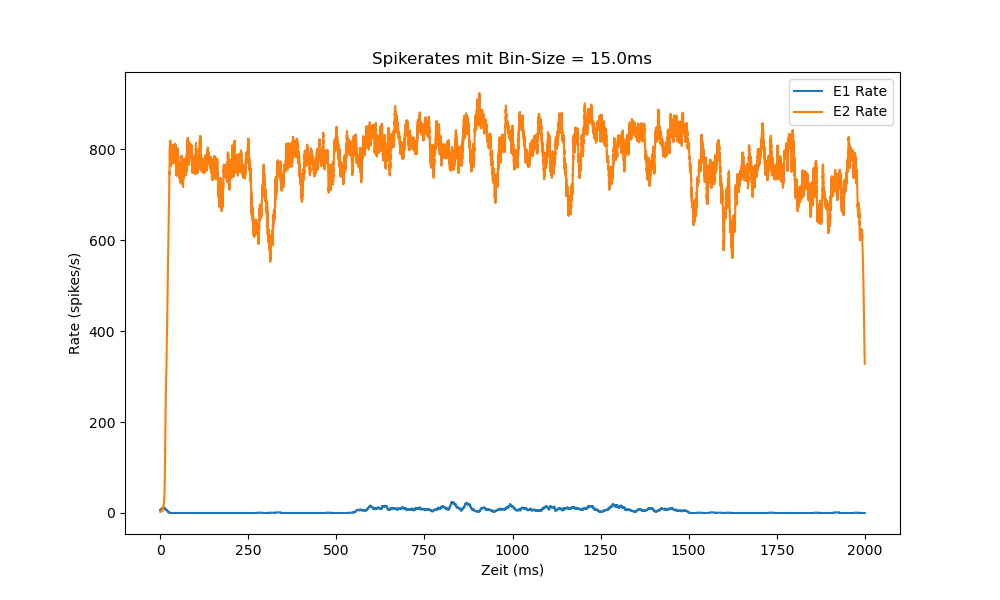 Spikerates mit Bin-Size = 15.0ms
E1 Rate
E2 Rate
Rate (spikes/s)
800
600
400
200
0
0 250 500 750 1000 1250 1500 1750 2000
Zeit (ms)